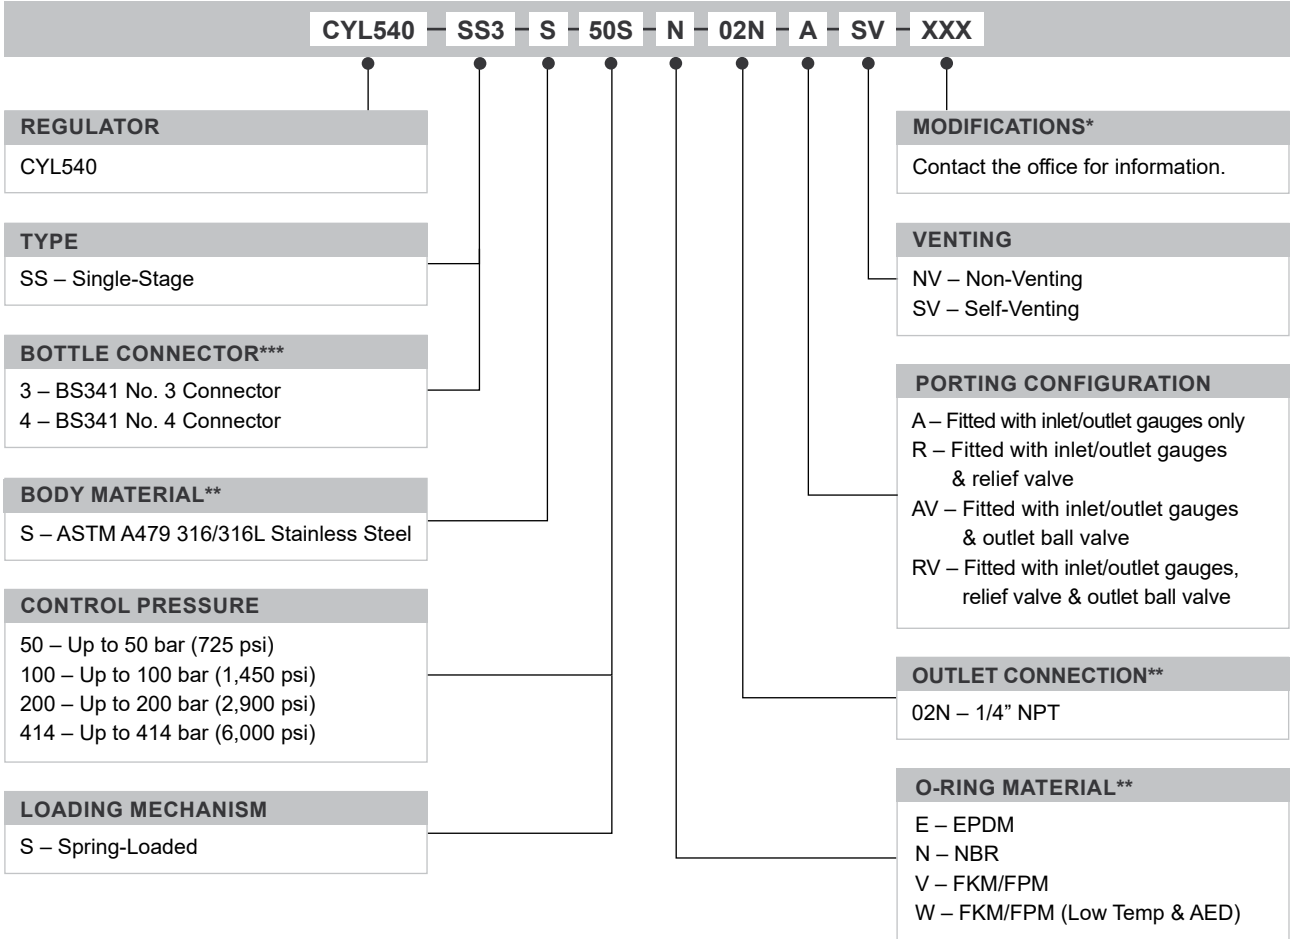 CYL540 – SS3 – S – 50S – N – 02N – A – SV – XXX
REGULATOR
CYL540
TYPE
SS – Single-Stage
BOTTLE CONNECTOR***
3 – BS341 No. 3 Connector
4 – BS341 No. 4 Connector
BODY MATERIAL**
S – ASTM A479 316/316L Stainless Steel
CONTROL PRESSURE
50 – Up to 50 bar (725 psi)
100 – Up to 100 bar (1,450 psi)
200 – Up to 200 bar (2,900 psi)
414 – Up to 414 bar (6,000 psi)
LOADING MECHANISM
S – Spring-Loaded
MODIFICATIONS*
Contact the office for information.
VENTING
NV – Non-Venting
SV – Self-Venting
PORTING CONFIGURATION
A – Fitted with inlet/outlet gauges only
R – Fitted with inlet/outlet gauges
& relief valve
AV – Fitted with inlet/outlet gauges
& outlet ball valve
RV – Fitted with inlet/outlet gauges,
relief valve & outlet ball valve
OUTLET CONNECTION**
02N – 1/4” NPT
O-RING MATERIAL**
E – EPDM
N – NBR
V – FKM/FPM
W – FKM/FPM (Low Temp & AED)